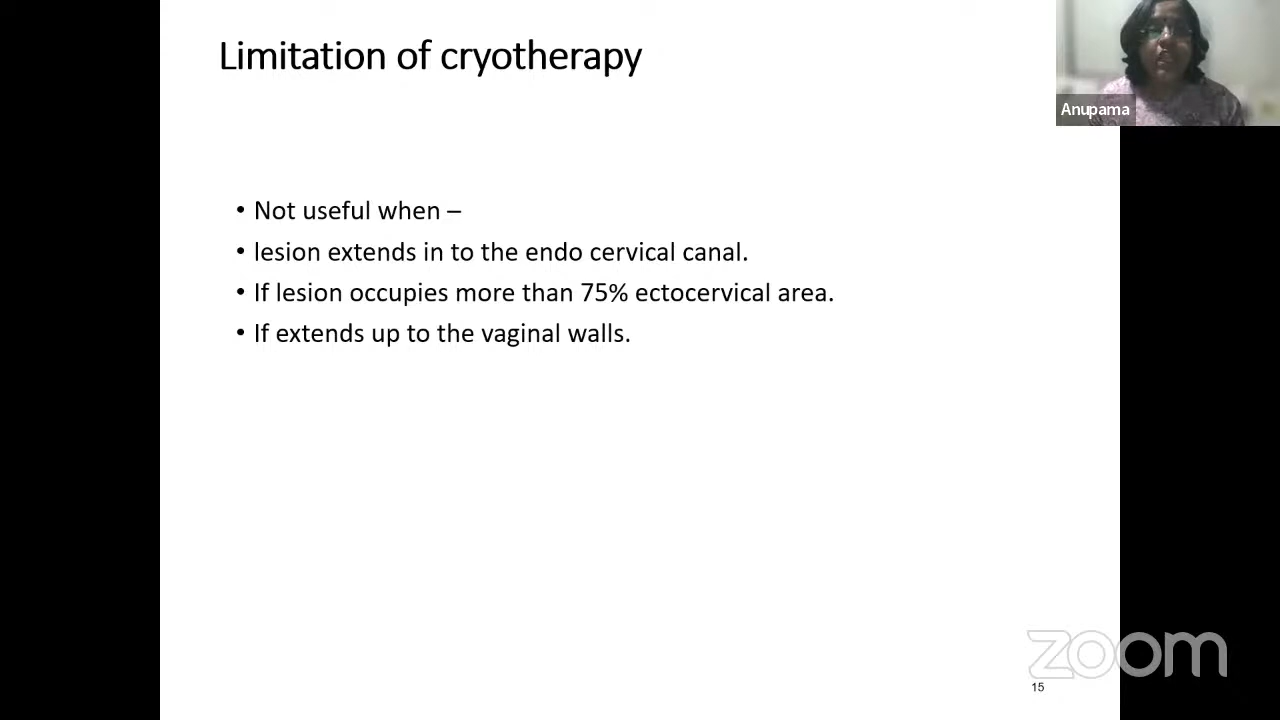 Limitation of cryotherapy
Anupama
• Not useful when –
• lesion extends in to the endo cervical canal.
• If lesion occupies more than 75% ectocervical area.
• If extends up to the vaginal walls.
zoom
15